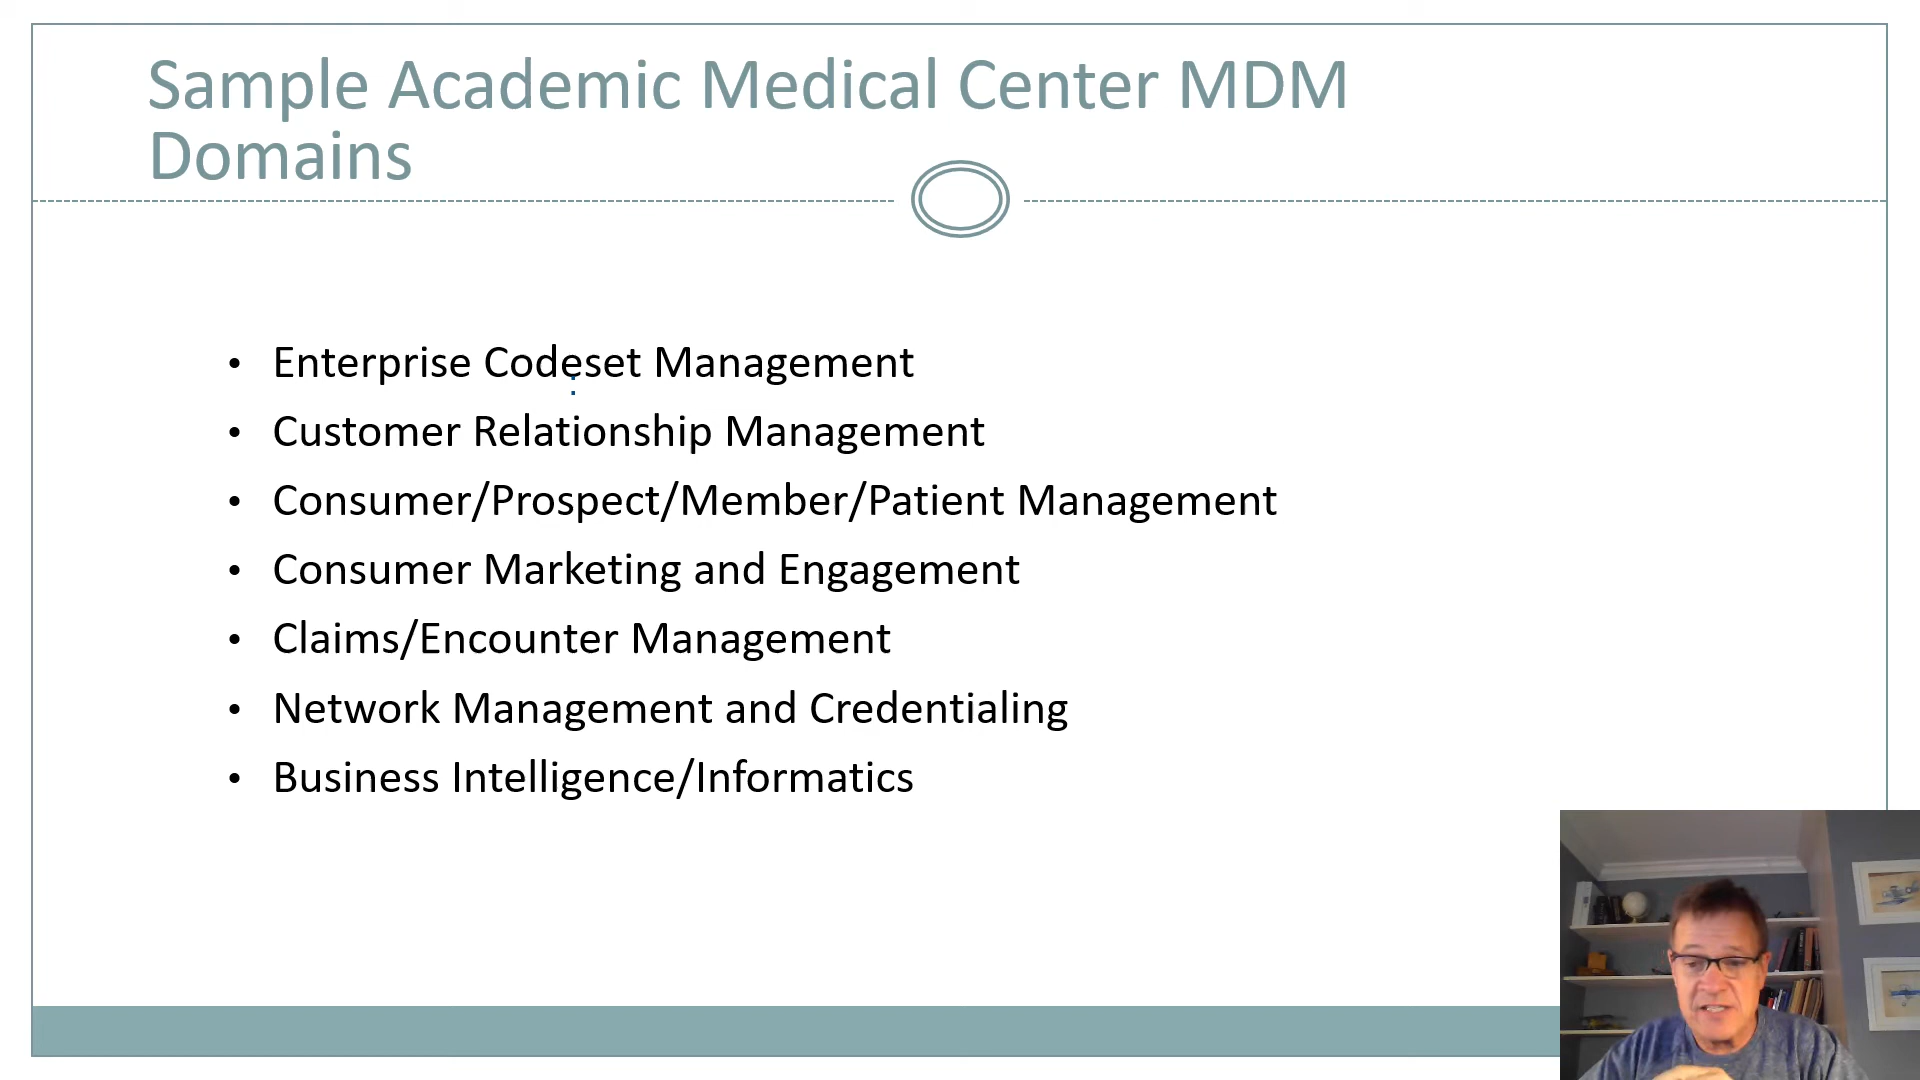 Sample Academic Medical Center MDM
Domains
• Enterprise Codeset Management
• Customer Relationship Management
• Consumer/Prospect/Member/Patient Management
• Consumer Marketing and Engagement
• Claims/Encounter Management
• Network Management and Credentialing
• Business Intelligence/Informatics